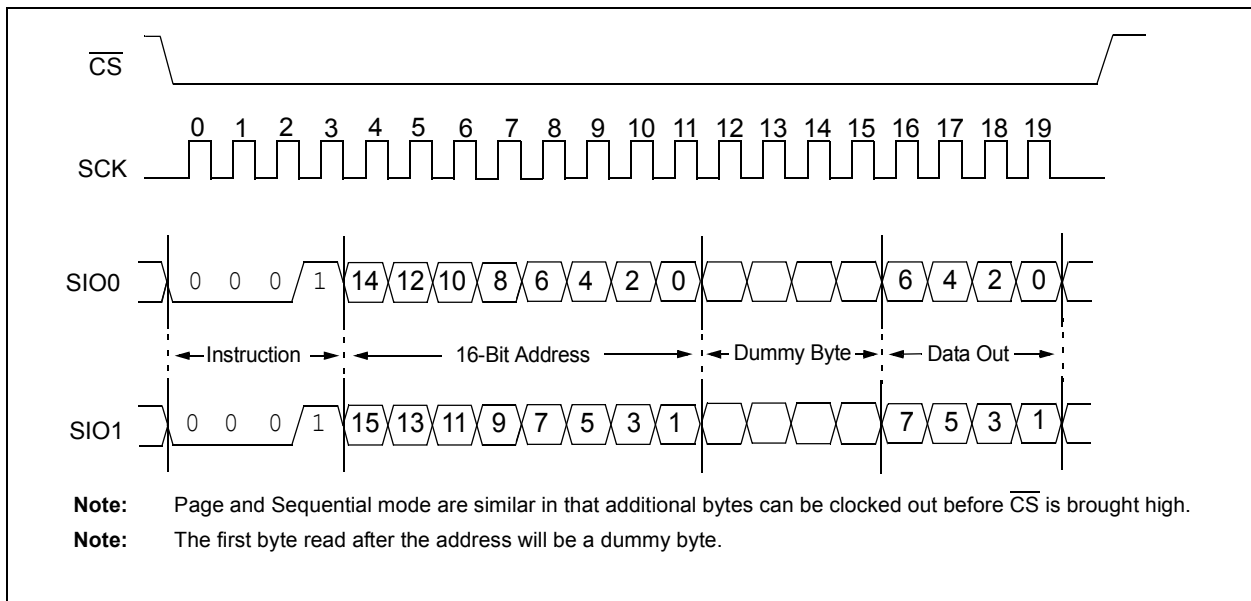 CS
0 1 2 3 4 5 6 7 8 9 10 11 12 13 14 15 16 17 18 19
SCK
SIO0 0 0 0 1 14 12 10 8 6 4 2 0 6 4 2 0
Instruction 16-Bit Address Dummy Byte Data Out
SIO1 0 0 0 1 15 13 11 9 7 5 3 1 7 5 3 1
Note: Page and Sequential mode are similar in that additional bytes can be clocked out before CS is brought high.
Note: The first byte read after the address will be a dummy byte.